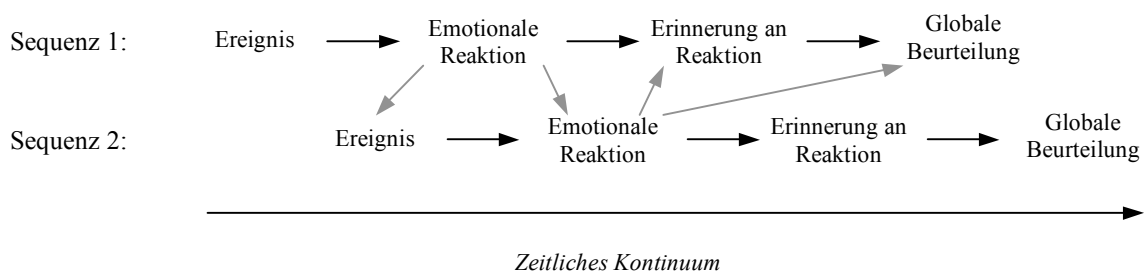 Sequenz 1:
Ereignis
Emotionale
Reaktion
Erinnerung an
Reaktion
Globale
Beurteilung
Sequenz 2:
Ereignis
Emotionale
Reaktion
Erinnerung an
Reaktion
Globale
Beurteilung
Zeitliches Kontinuum